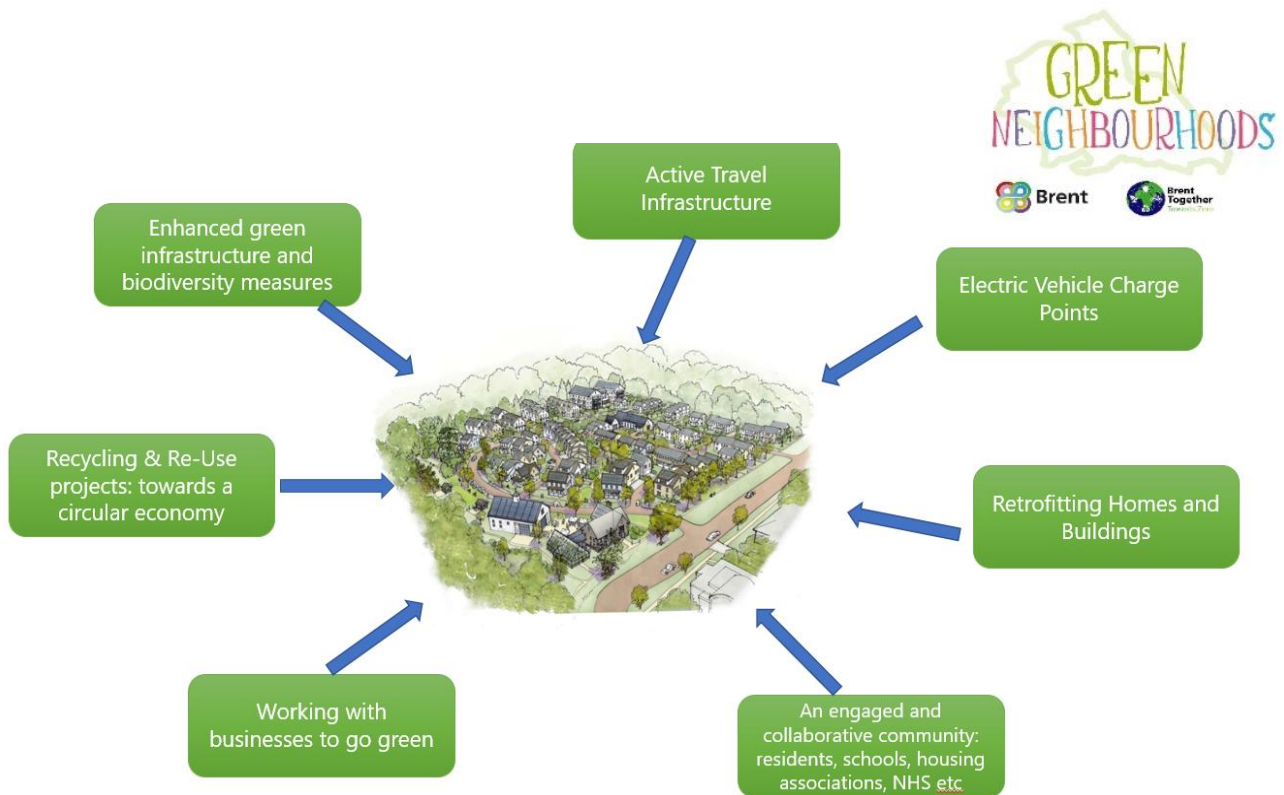 GREEN
NEIGHBOURHOODS
Brent
Brent
Together
Towards Zero
Active Travel
Infrastructure
Enhanced green
infrastructure and
biodiversity measures
Electric Vehicle Charge
Points
Recycling & Re-Use
projects: towards a
circular economy
Retrofitting Homes and
Buildings
Working with
businesses to go green
An engaged and
collaborative community:
residents, schools, housing
associations, NHS etc